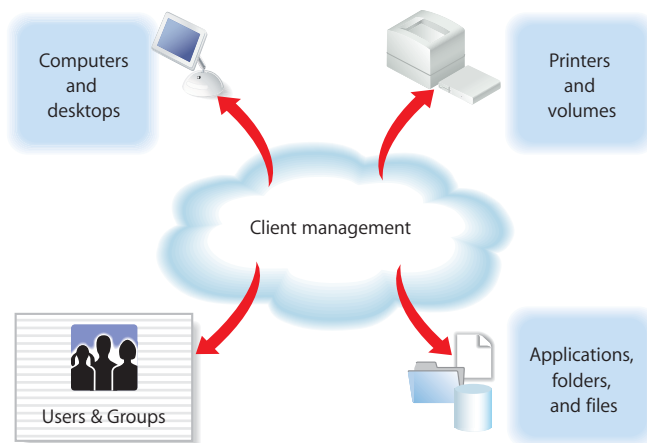 Computers
and
desktops
Printers
and
volumes
Client management
Users & Groups
Applications,
folders,
and files